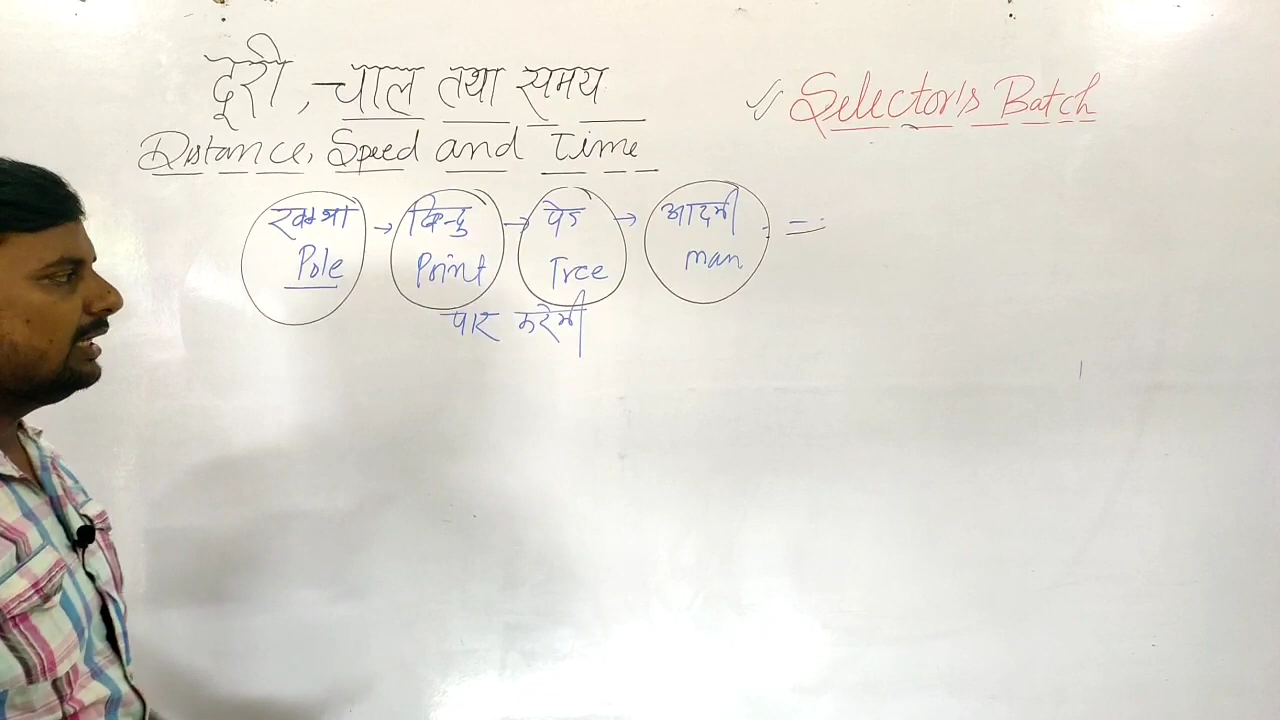 दूरी, चाल तथा समय
Selector's Batch
Distance, Speed and Time
खम्भा → बिन्दु → पेड़ → आदमी =
Pole Point Tree man
पार करेगी